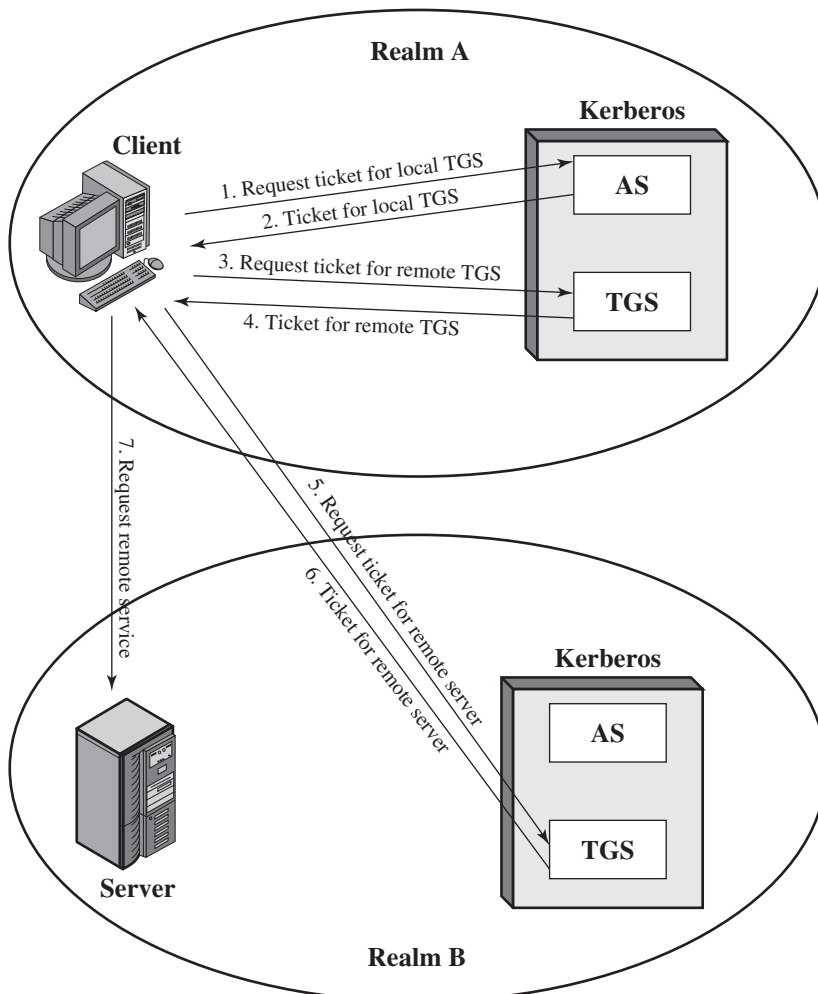 Realm A
Client
Kerberos
1. Request ticket for local TGS
AS
2. Ticket for local TGS
3. Request ticket for remote TGS
TGS
4. Ticket for remote TGS
7. Request remote service
5. Request ticket for remote server
6. Ticket for remote server
Kerberos
AS
TGS
Server
Realm B